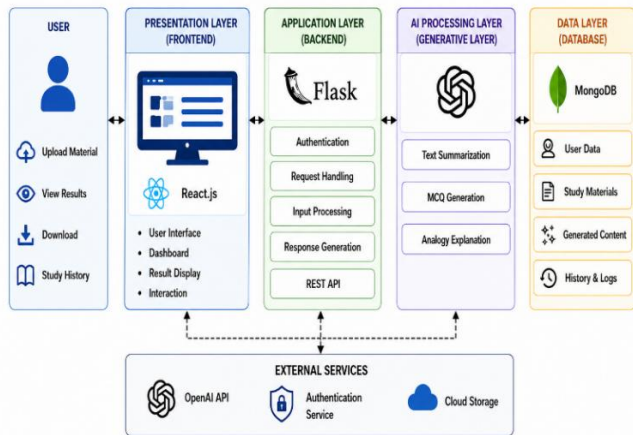 USER
Upload Material
View Results
Download
Study History
PRESENTATION LAYER
(FRONTEND)
React.js
• User Interface
• Dashboard
• Result Display
• Interaction
APPLICATION LAYER
(BACKEND)
Flask
Authentication
Request Handling
Input Processing
Response Generation
REST API
AI PROCESSING LAYER
(GENERATIVE LAYER)
Text Summarization
MCQ Generation
Analogy Explanation
DATA LAYER
(DATABASE)
MongoDB
User Data
Study Materials
Generated Content
History & Logs
EXTERNAL SERVICES
OpenAI API
Authentication
Service
Cloud Storage